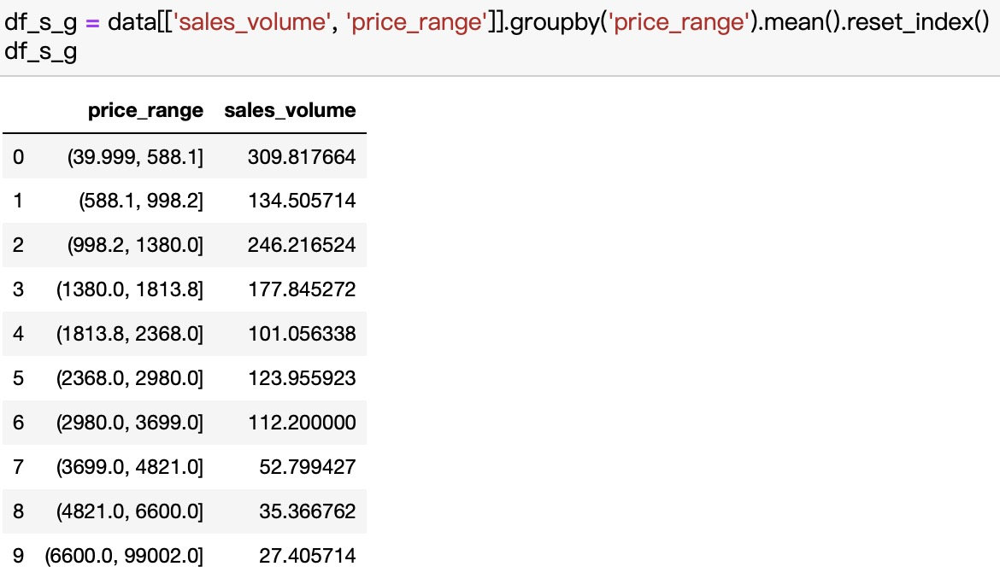 df_s_g = data[['sales_volume', 'price_range']].groupby('price_range').mean().reset_index()
df_s_g
price_range sales_volume
0 (39.999, 588.1] 309.817664
1 (588.1, 998.2] 134.505714
2 (998.2, 1380.0] 246.216524
3 (1380.0, 1813.8] 177.845272
4 (1813.8, 2368.0] 101.056338
5 (2368.0, 2980.0] 123.955923
6 (2980.0, 3699.0] 112.200000
7 (3699.0, 4821.0] 52.799427
8 (4821.0, 6600.0] 35.366762
9 (6600.0, 99002.0] 27.405714